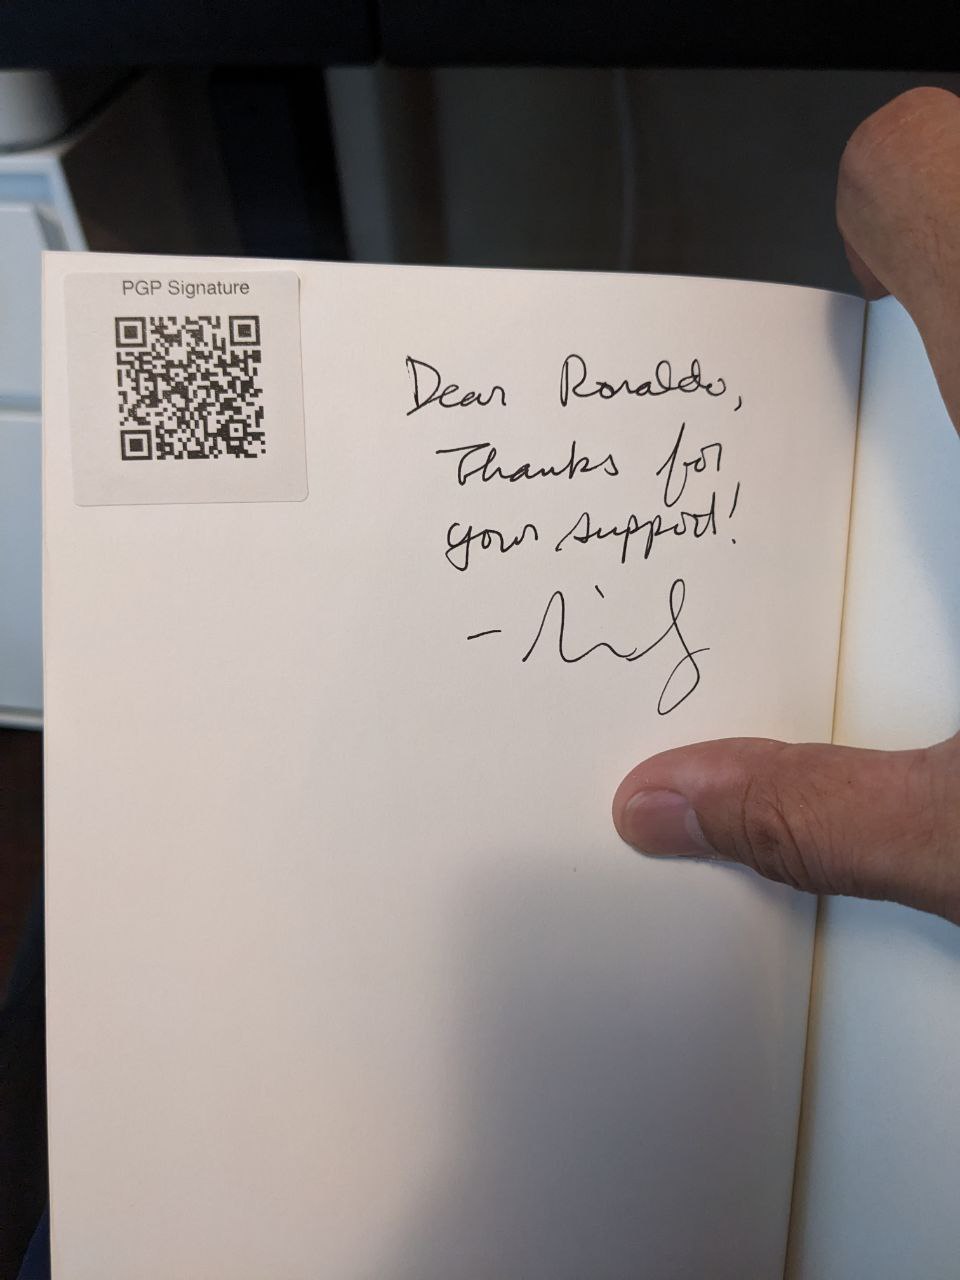 PGP Signature
Dear Ronaldo,
Thanks for
your support!